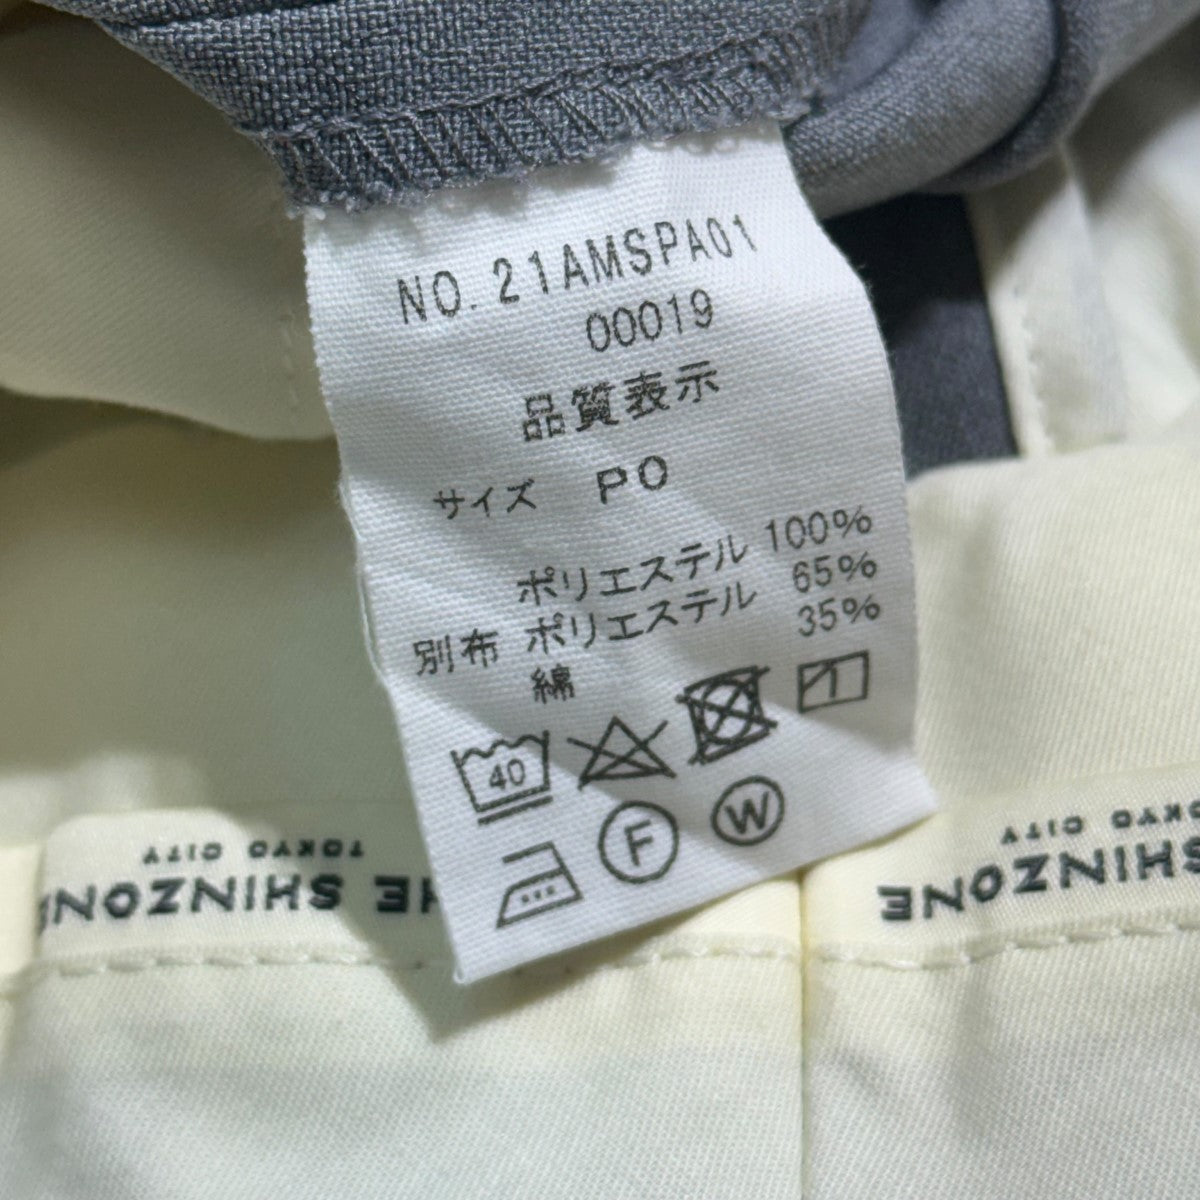 NO. 21AMSPA01
00019
品質表示
サイズ PO
ポリエステル 100%
別布 ポリエステル 65%
綿 35%
40
F
W
THE SHINZONE
TOKYO CITY
SHINZONE
TOKYO CITY